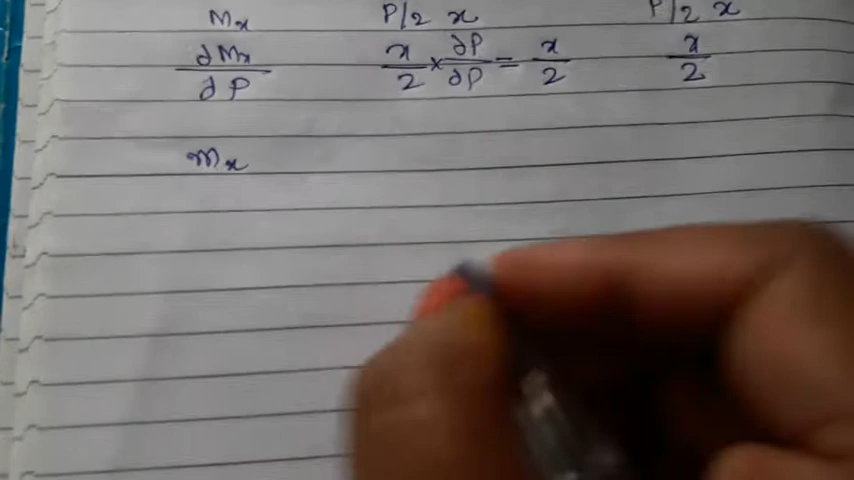 Mx P/2 x P/2 x
∂Mx/∂P x/2 × ∂P/∂P = x/2 x/2
mx